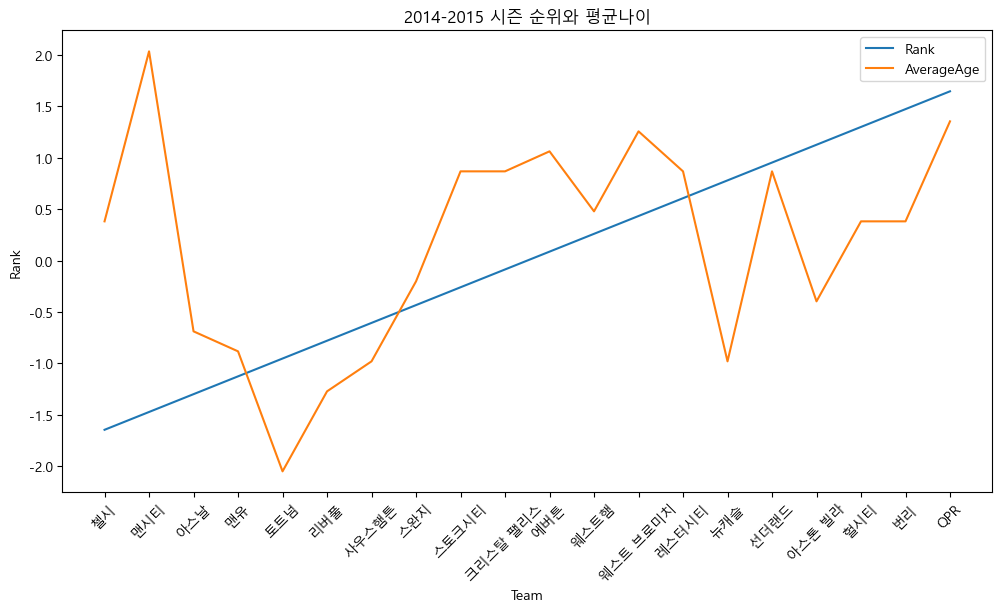 2014-2015 시즌 순위와 평균나이
Rank
AverageAge
2.0
1.5
1.0
0.5
0.0
-0.5
-1.0
-1.5
-2.0
Rank
첼시
맨시티
아스날
맨유
토트넘
리버풀
사우스햄튼
스완지
스토크시티
크리스탈 팰리스
에버튼
웨스트햄
웨스트 브로미치
레스터시티
뉴캐슬
선더랜드
아스톤 빌라
헐시티
번리
QPR
Team